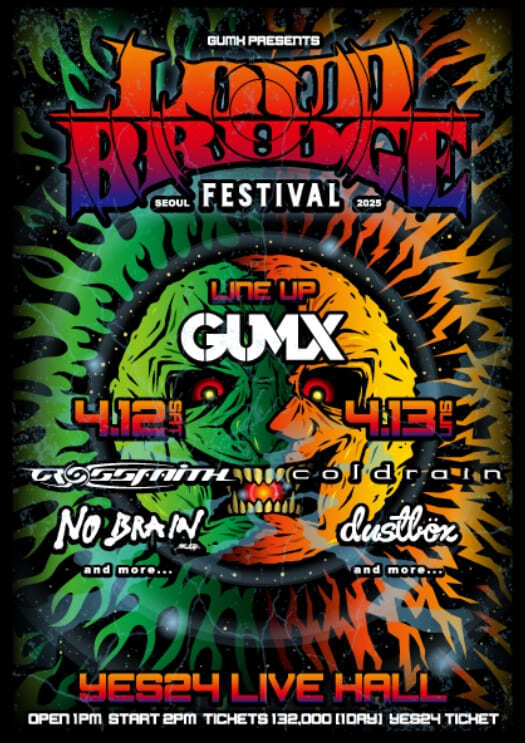 GUMX PRESENTS
LOUD
BRIDGE
SEOUL FESTIVAL 2025
LINE UP
GUMX
4.12 SAT 4.13 SUN
CROSSFAITH coldrain
NO BRAIN dustbox
and more... and more...
YES24 LIVE HALL
OPEN 1PM START 2PM TICKETS 132,000 [1DAY] YES24 TICKET